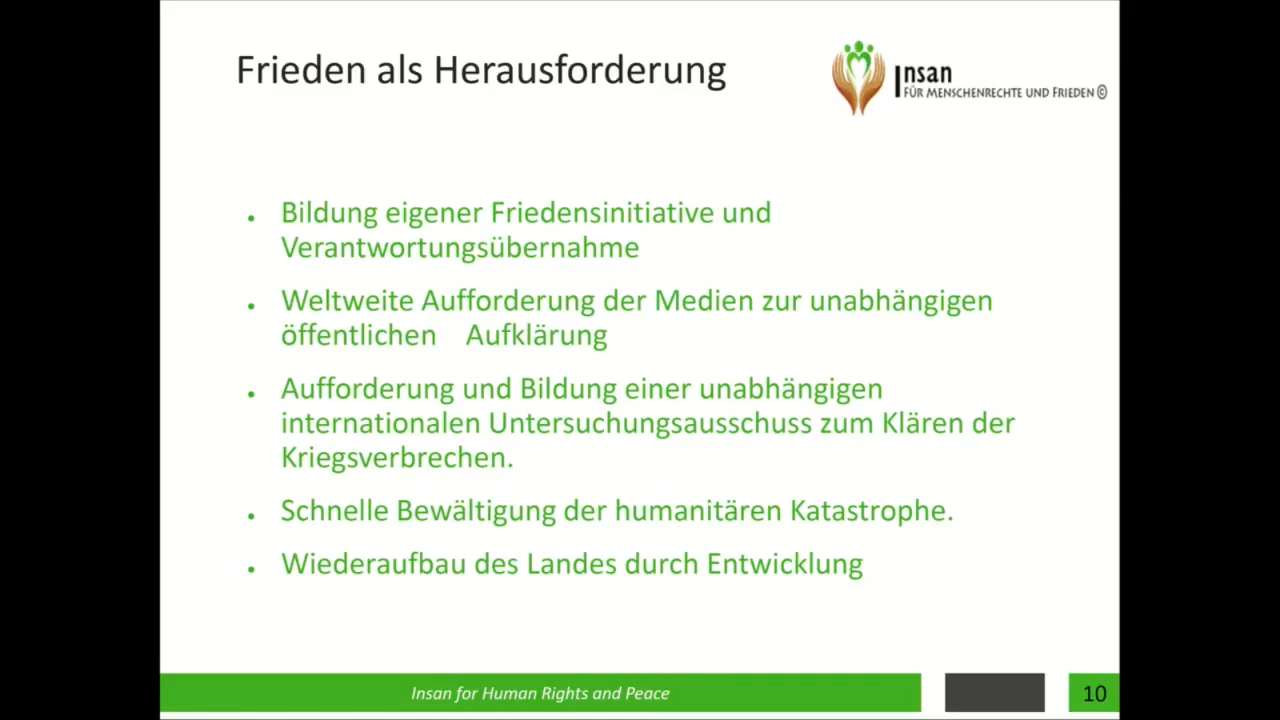 Frieden als Herausforderung
Insan
FÜR MENSCHENRECHTE UND FRIEDEN ©
• Bildung eigener Friedensinitiative und
Verantwortungsübernahme
• Weltweite Aufforderung der Medien zur unabhängigen
öffentlichen Aufklärung
• Aufforderung und Bildung einer unabhängigen
internationalen Untersuchungsausschuss zum Klären der
Kriegsverbrechen.
• Schnelle Bewältigung der humanitären Katastrophe.
• Wiederaufbau des Landes durch Entwicklung
Insan for Human Rights and Peace
10